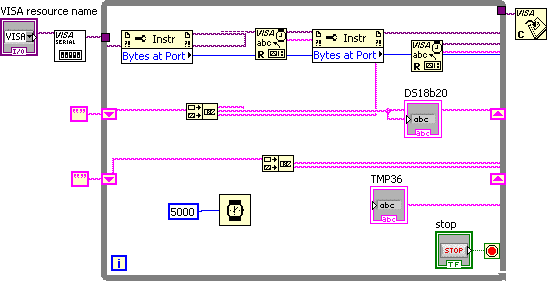 VISA resource name
VISA
I/O
VISA
SERIAL
Instr
Bytes at Port
VISA
abc
R
Instr
Bytes at Port
VISA
abc
R
VISA
C
DS18b20
abc
abc
TMP36
abc
abc
5000
stop
STOP
TF
i